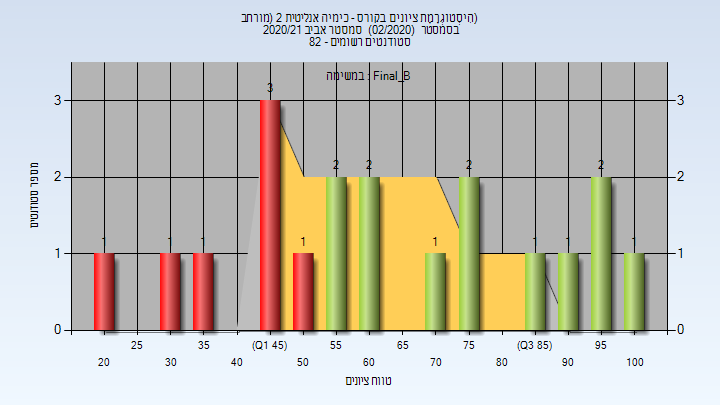 (היסטוגרמת ציונים בקורס - כימיה אנליטית 2 (מורחב
בסמסטר (02/2020) סמסטר אביב 2020/21
סטודנטים רשומים - 82
במשימה : Final_B
מספר סטודנטים
3 3
2 2
1 1
0 0
1 1 1 3 1 2 2 1 2 1 1 2 1
25 35 (Q1 45) 55 65 75 (Q3 85) 95
20 30 40 50 60 70 80 90 100
טווח ציונים